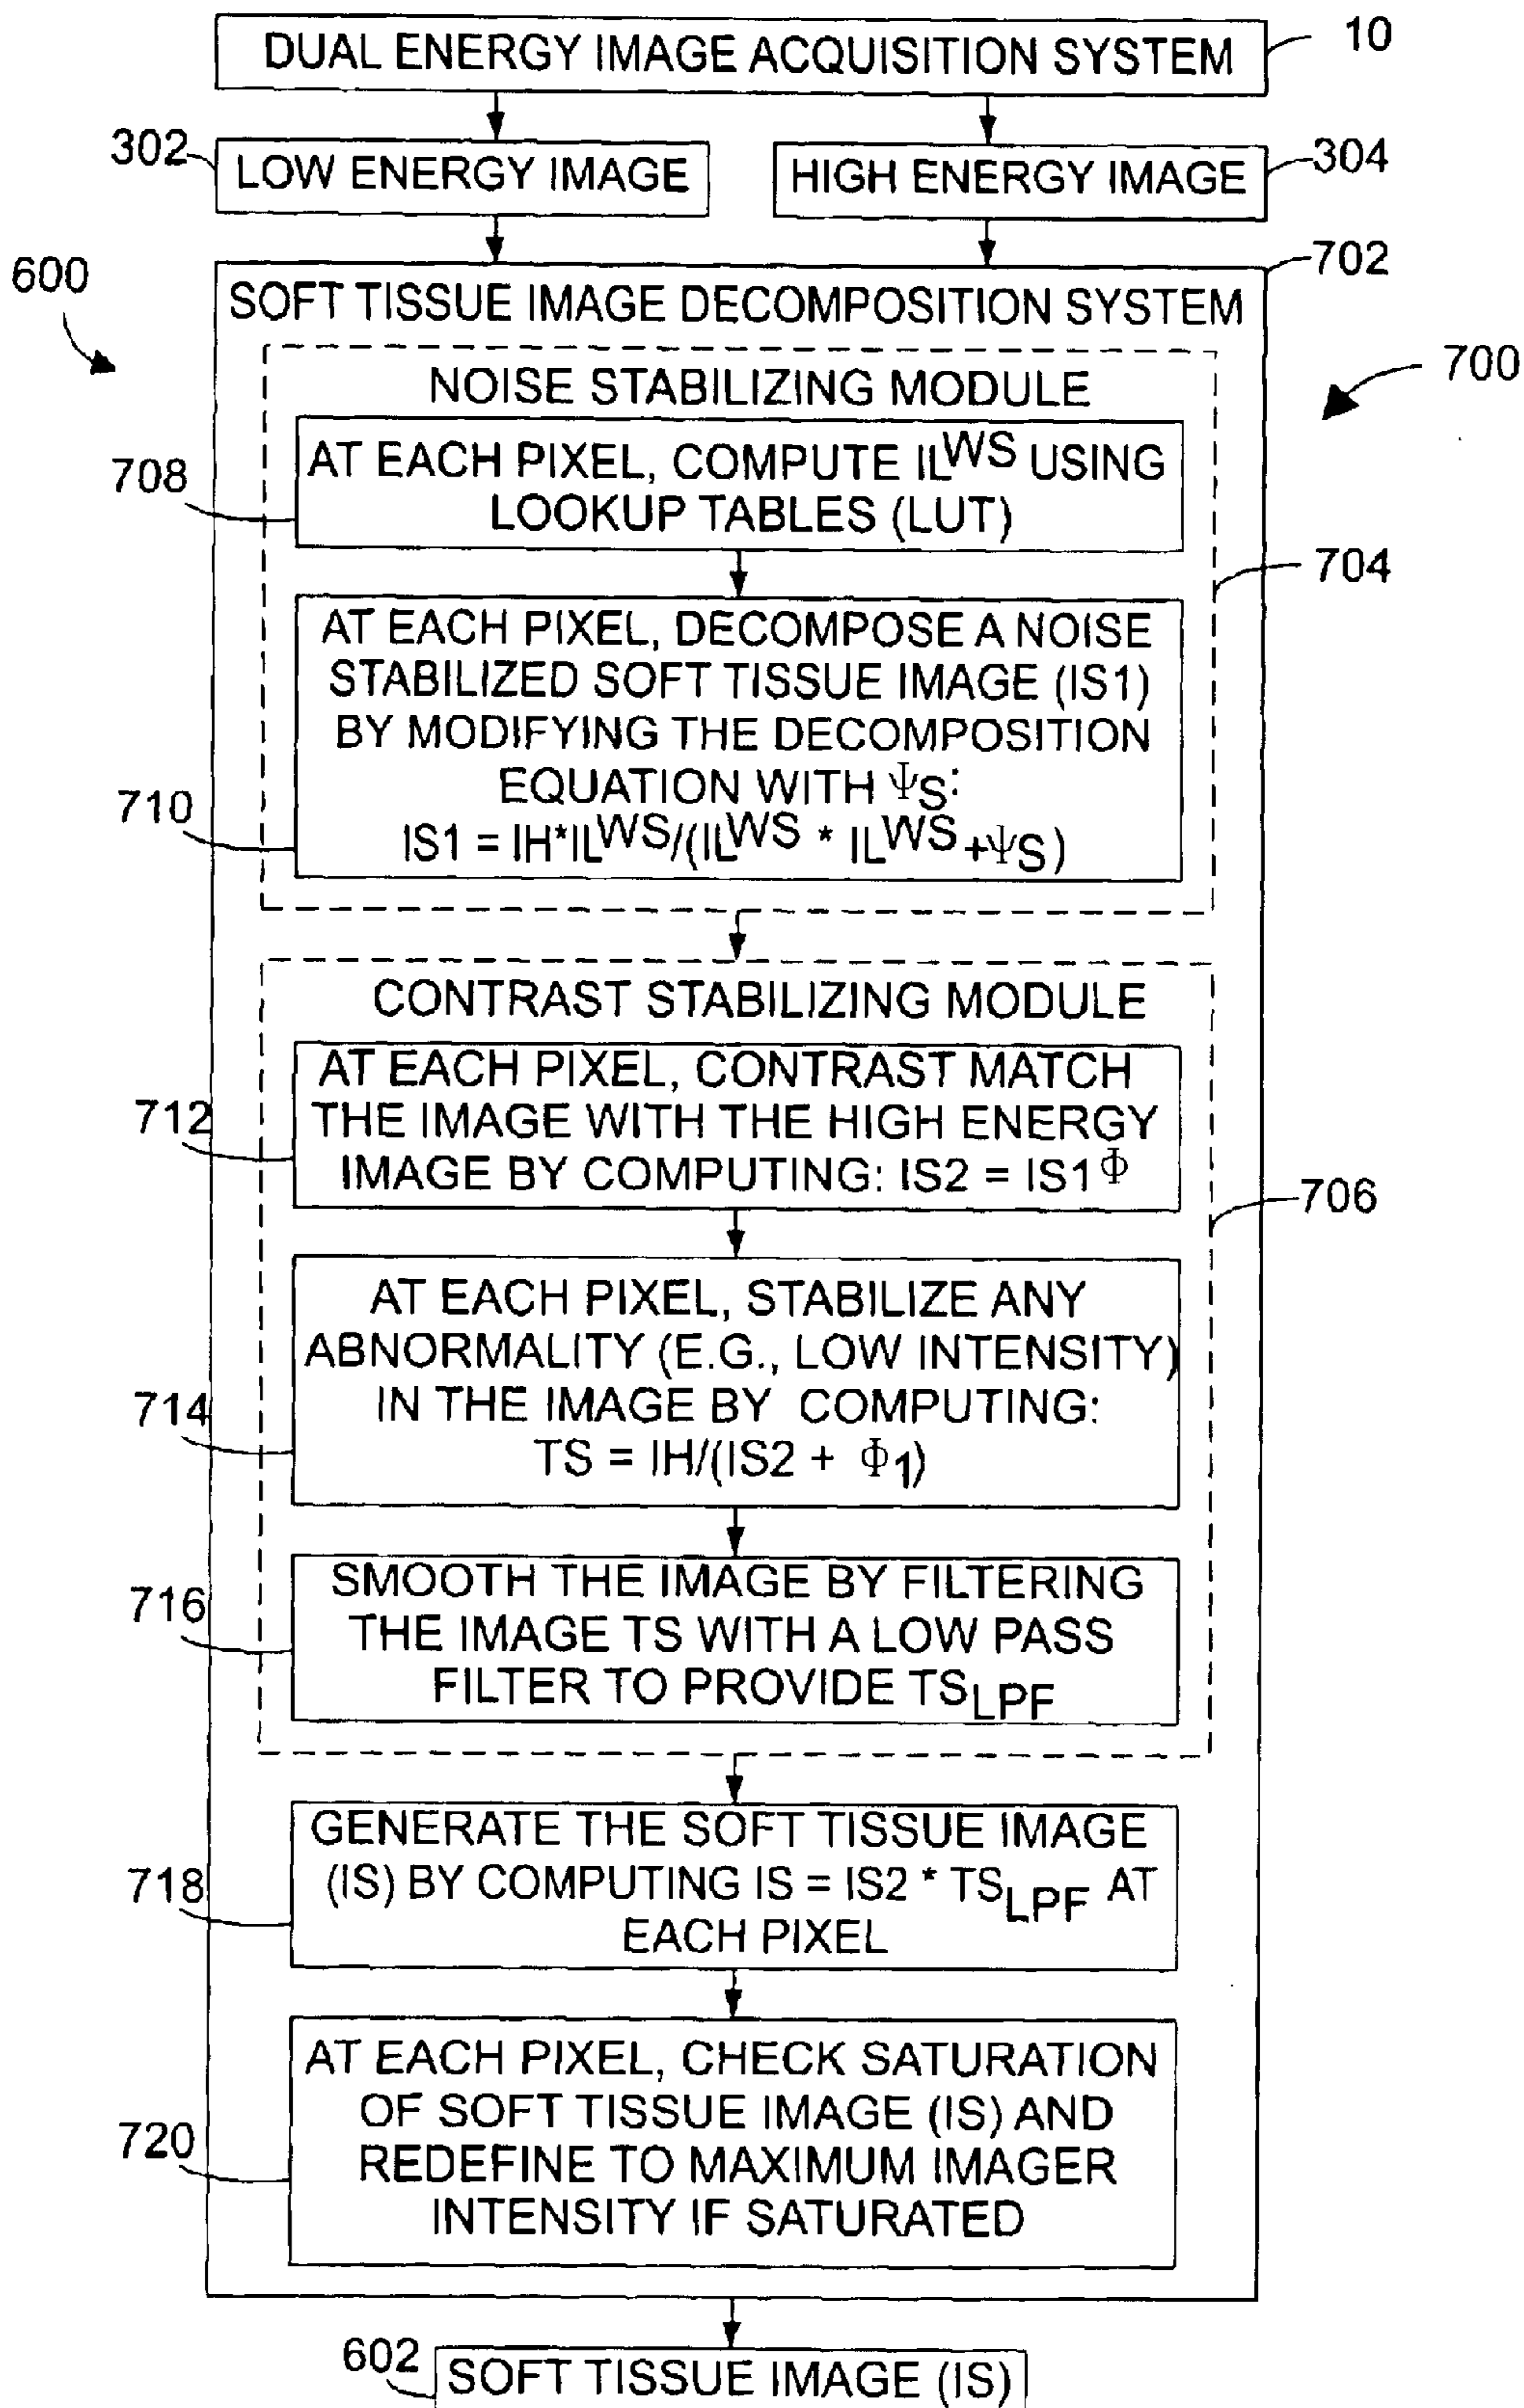 DUAL ENERGY IMAGE ACQUISITION SYSTEM
10
302
LOW ENERGY IMAGE
HIGH ENERGY IMAGE
304
702
600
SOFT TISSUE IMAGE DECOMPOSITION SYSTEM
700
NOISE STABILIZING MODULE
708
AT EACH PIXEL, COMPUTE IL^WS USING
LOOKUP TABLES (LUT)
704
AT EACH PIXEL, DECOMPOSE A NOISE
STABILIZED SOFT TISSUE IMAGE (IS1)
BY MODIFYING THE DECOMPOSITION
EQUATION WITH Ψ_S:
710
IS1 = IH*IL^WS/(IL^WS * IL^WS+Ψ_S)
CONTRAST STABILIZING MODULE
AT EACH PIXEL, CONTRAST MATCH
712
THE IMAGE WITH THE HIGH ENERGY
IMAGE BY COMPUTING: IS2 = IS1^Φ
706
AT EACH PIXEL, STABILIZE ANY
ABNORMALITY (E.G., LOW INTENSITY)
714
IN THE IMAGE BY COMPUTING:
TS = IH/(IS2 + Φ_1)
716
SMOOTH THE IMAGE BY FILTERING
THE IMAGE TS WITH A LOW PASS
FILTER TO PROVIDE TS_LPF
GENERATE THE SOFT TISSUE IMAGE
718
(IS) BY COMPUTING IS = IS2 * TS_LPF AT
EACH PIXEL
AT EACH PIXEL, CHECK SATURATION
OF SOFT TISSUE IMAGE (IS) AND
720
REDEFINE TO MAXIMUM IMAGER
INTENSITY IF SATURATED
602
SOFT TISSUE IMAGE (IS)